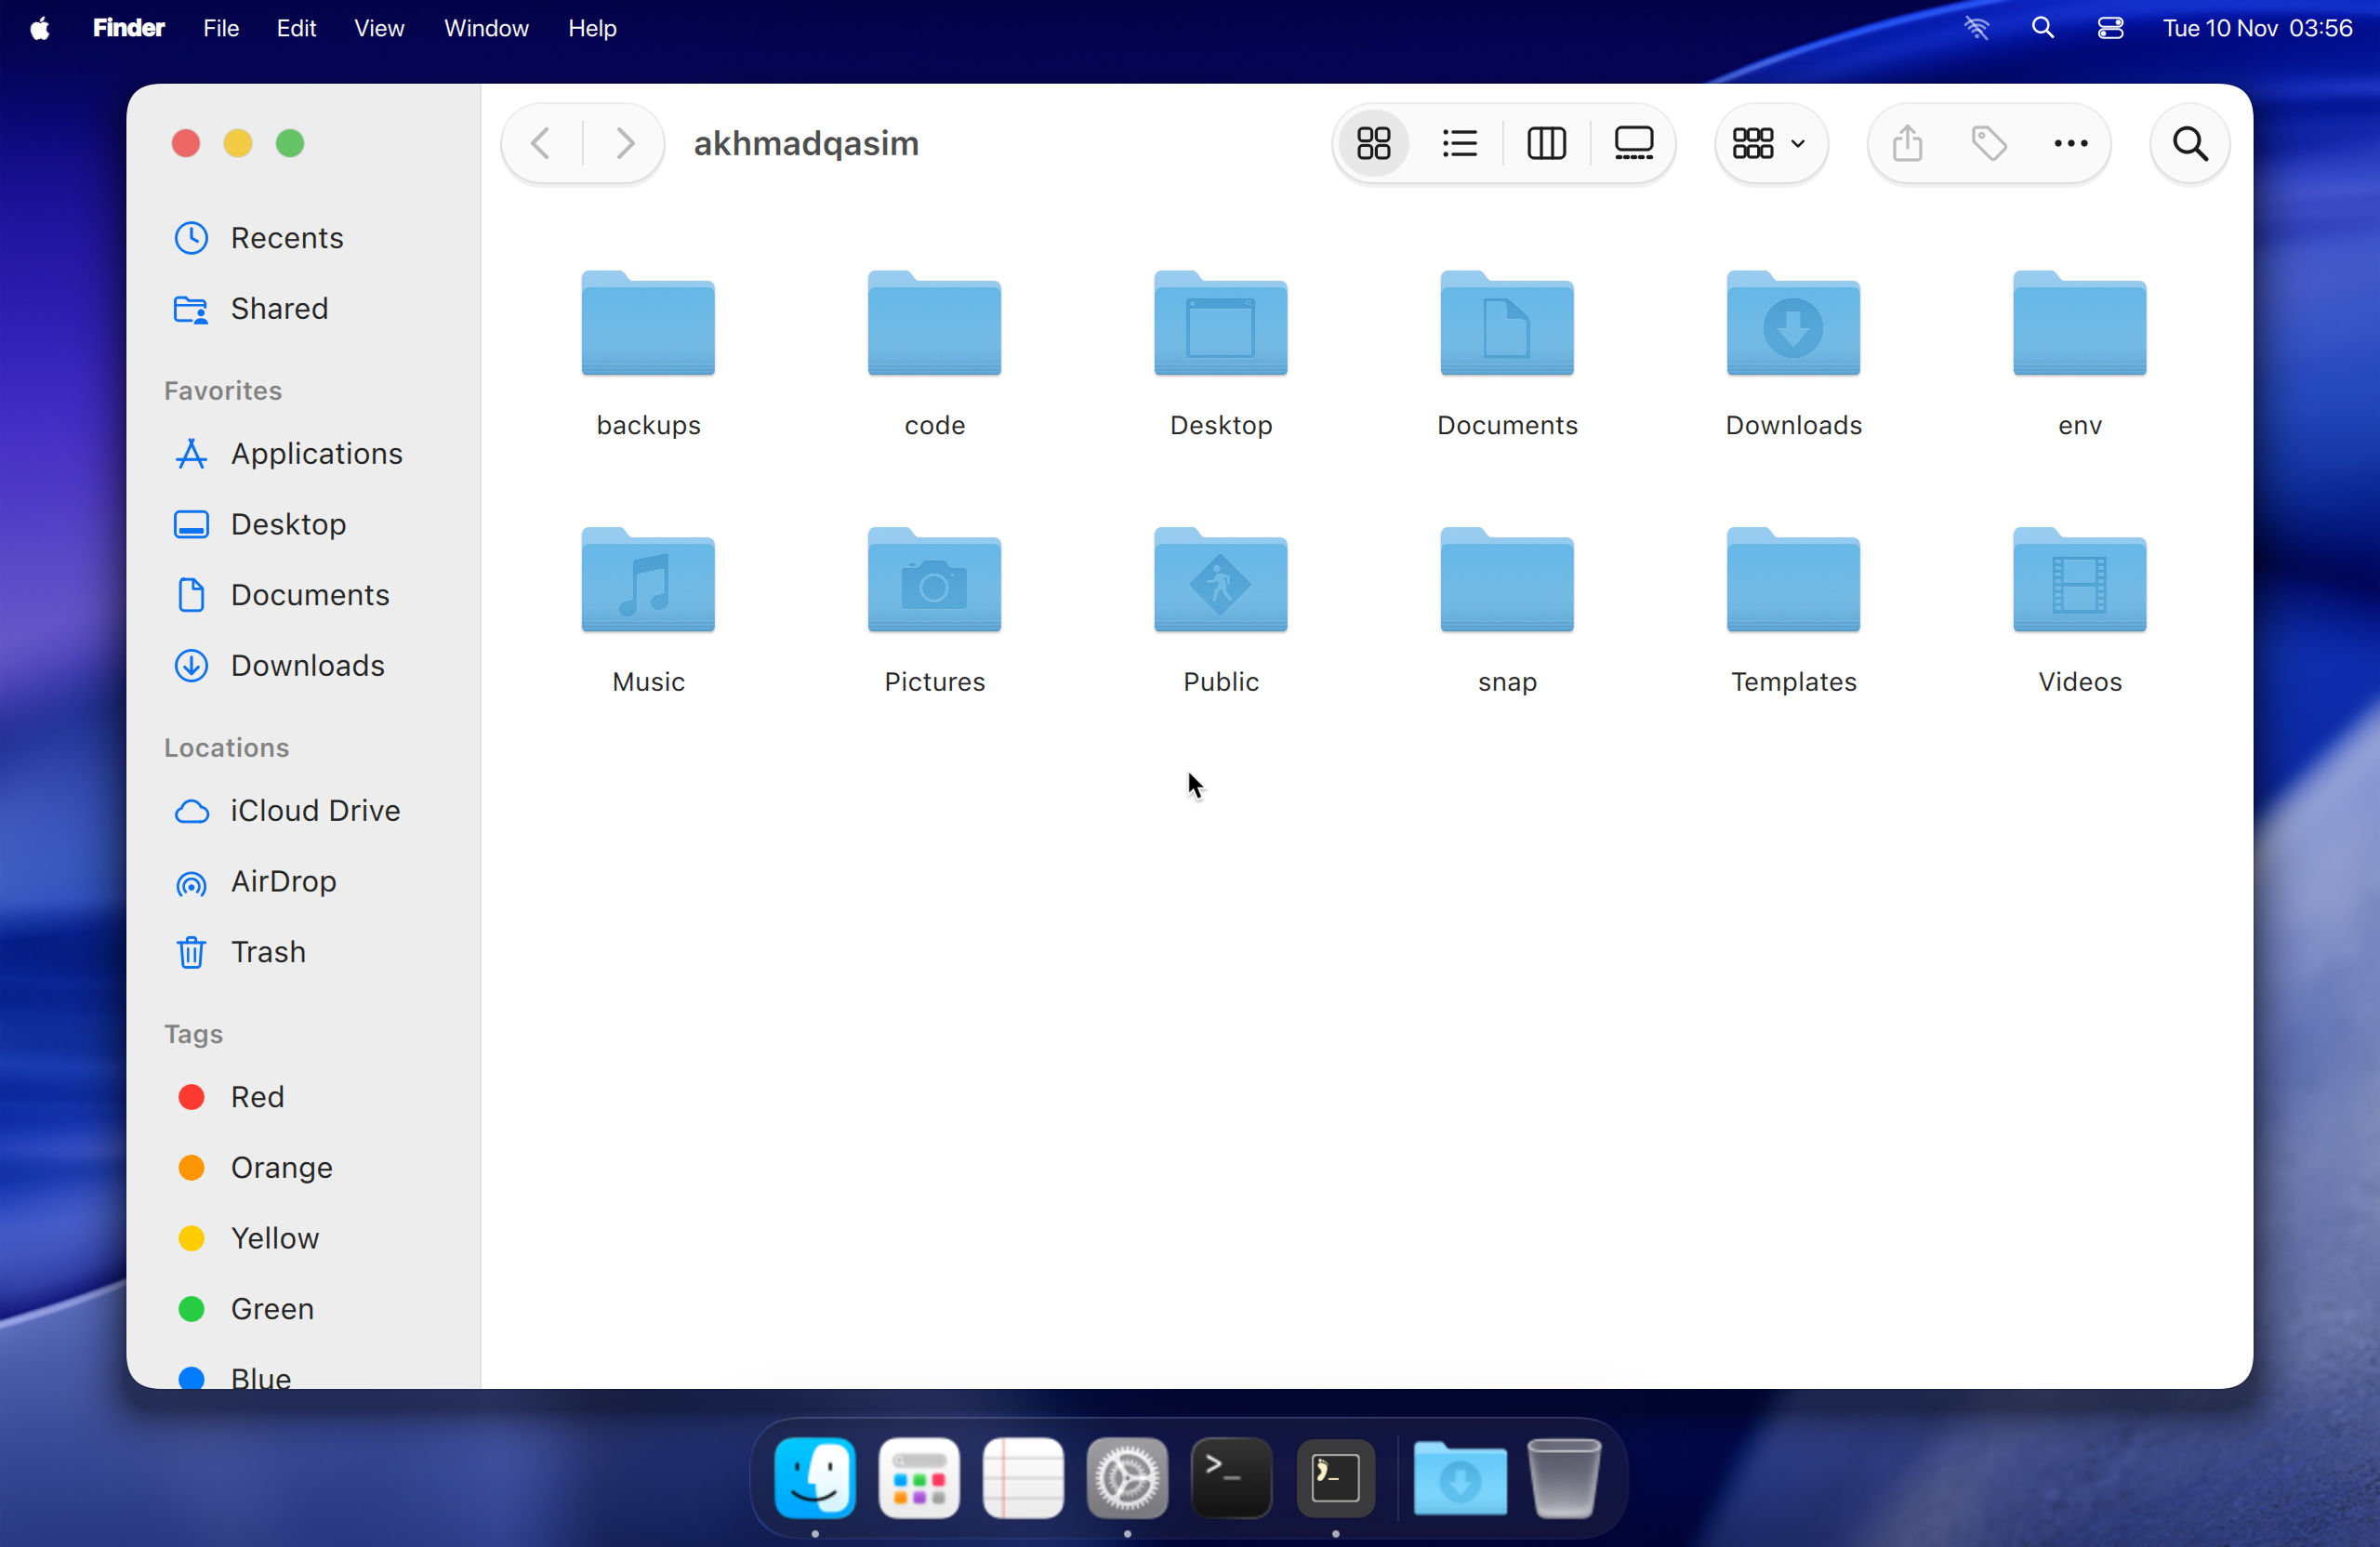 Finder File Edit View Window Help Tue 10 Nov 03:56
akhmadqasim
Recents
Shared
Favorites
Applications
Desktop
Documents
Downloads
Locations
iCloud Drive
AirDrop
Trash
Tags
Red
Orange
Yellow
Green
Blue
backups code Desktop Documents Downloads env
Music Pictures Public snap Templates Videos